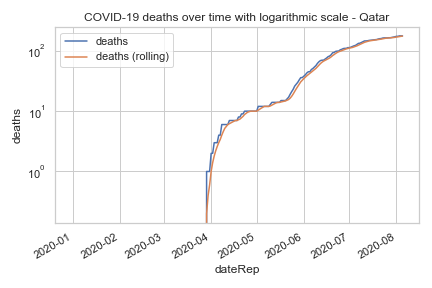 COVID-19 deaths over time with logarithmic scale - Qatar
deaths
deaths (rolling)
10²
10¹
10⁰
deaths
2020-01 2020-02 2020-03 2020-04 2020-05 2020-06 2020-07 2020-08
dateRep